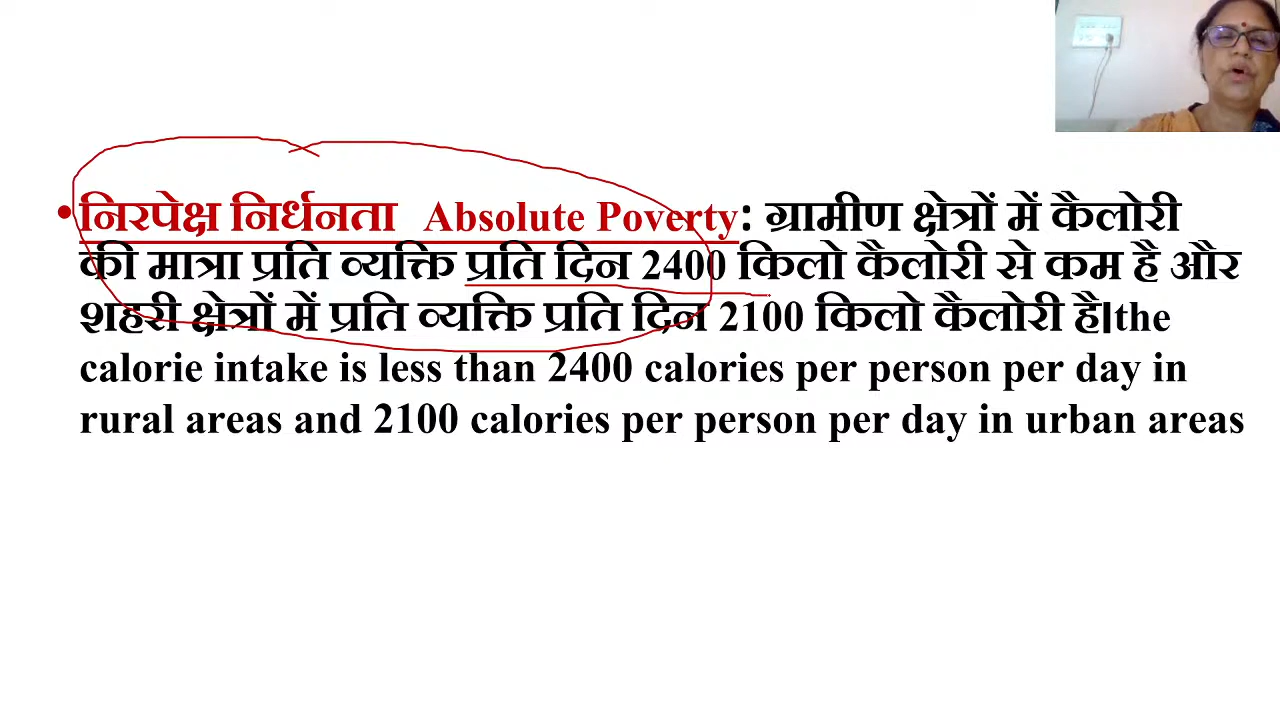 • निरपेक्ष निर्धनता Absolute Poverty: ग्रामीण क्षेत्रों में कैलोरी
की मात्रा प्रति व्यक्ति प्रति दिन 2400 किलो कैलोरी से कम है और
शहरी क्षेत्रों में प्रति व्यक्ति प्रति दिन 2100 किलो कैलोरी है।the
calorie intake is less than 2400 calories per person per day in
rural areas and 2100 calories per person per day in urban areas